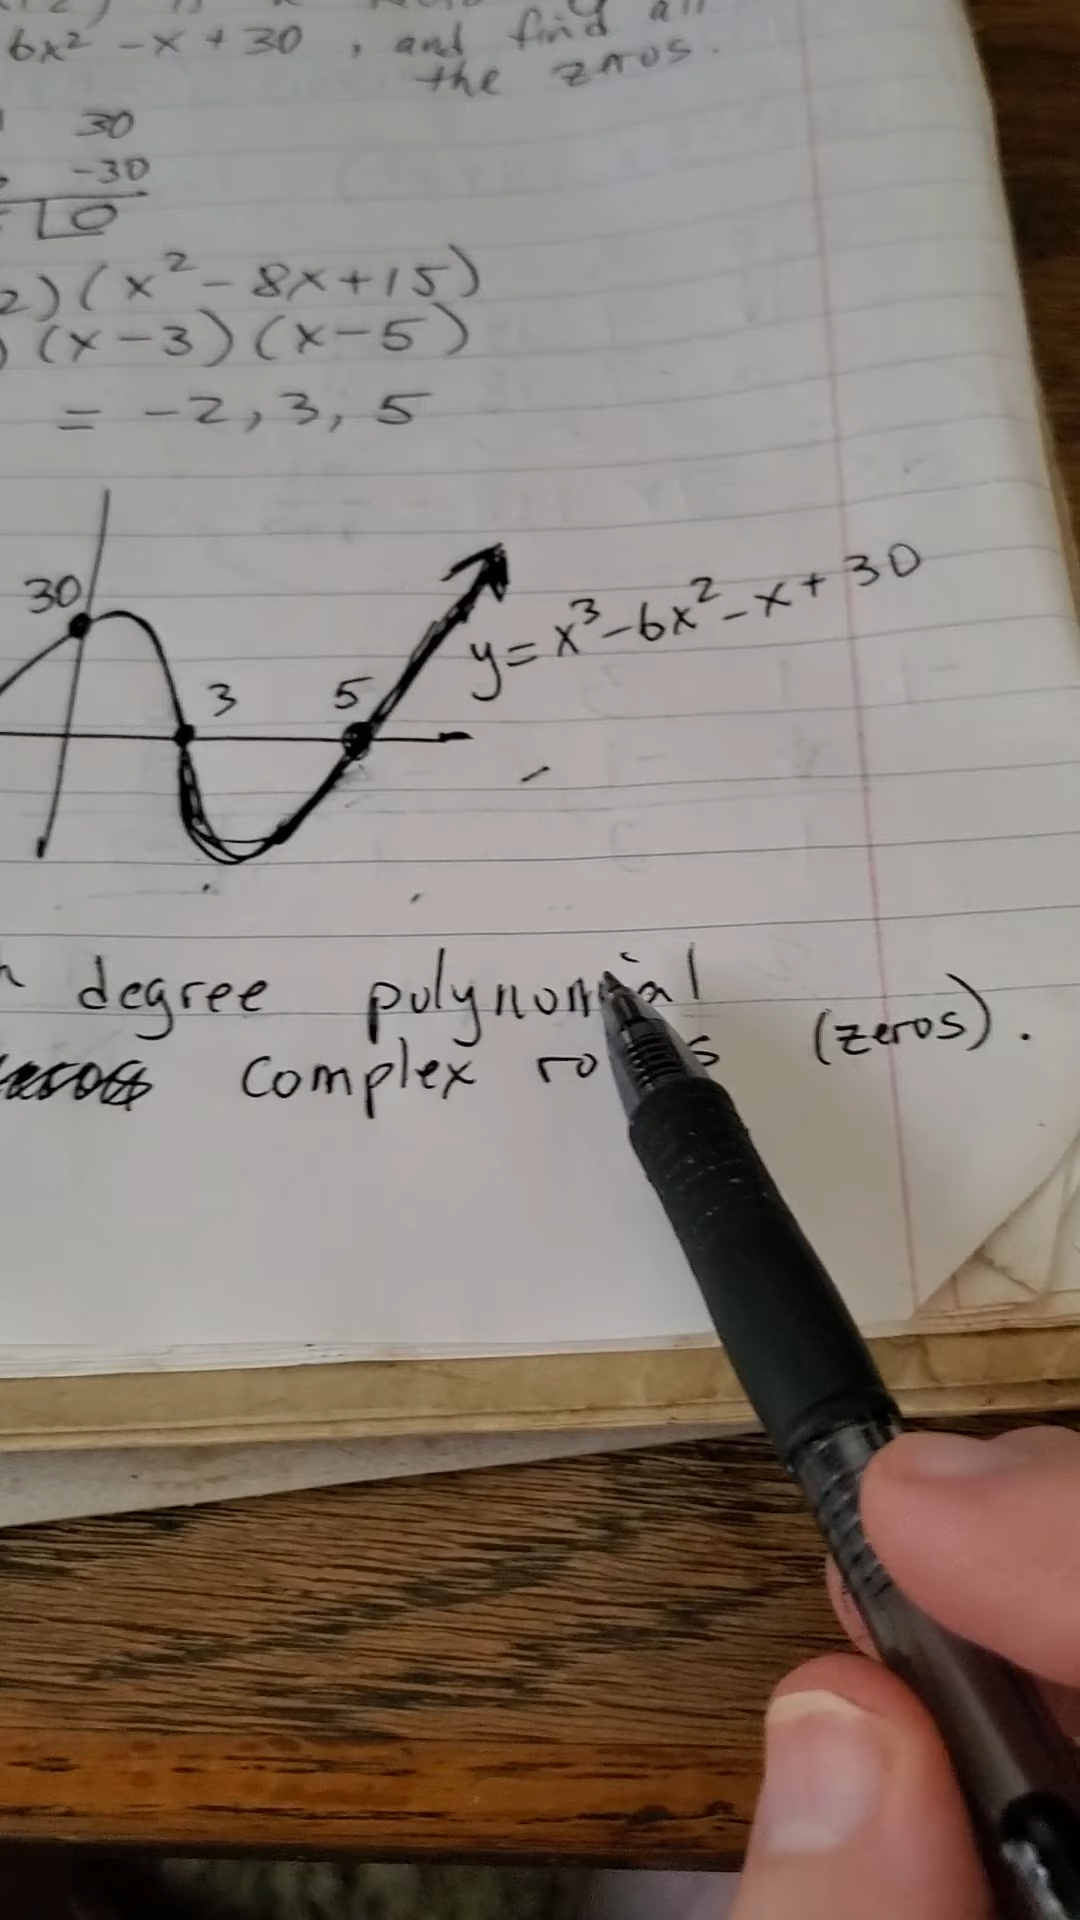 6x² - x + 30 , and find all
the zeros.
30
-30
0
2)(x² - 8x + 15)
(x - 3)(x - 5)
= -2, 3, 5
30
3 5
y = x³ - 6x² - x + 30
degree polynomial
complex roots (zeros).